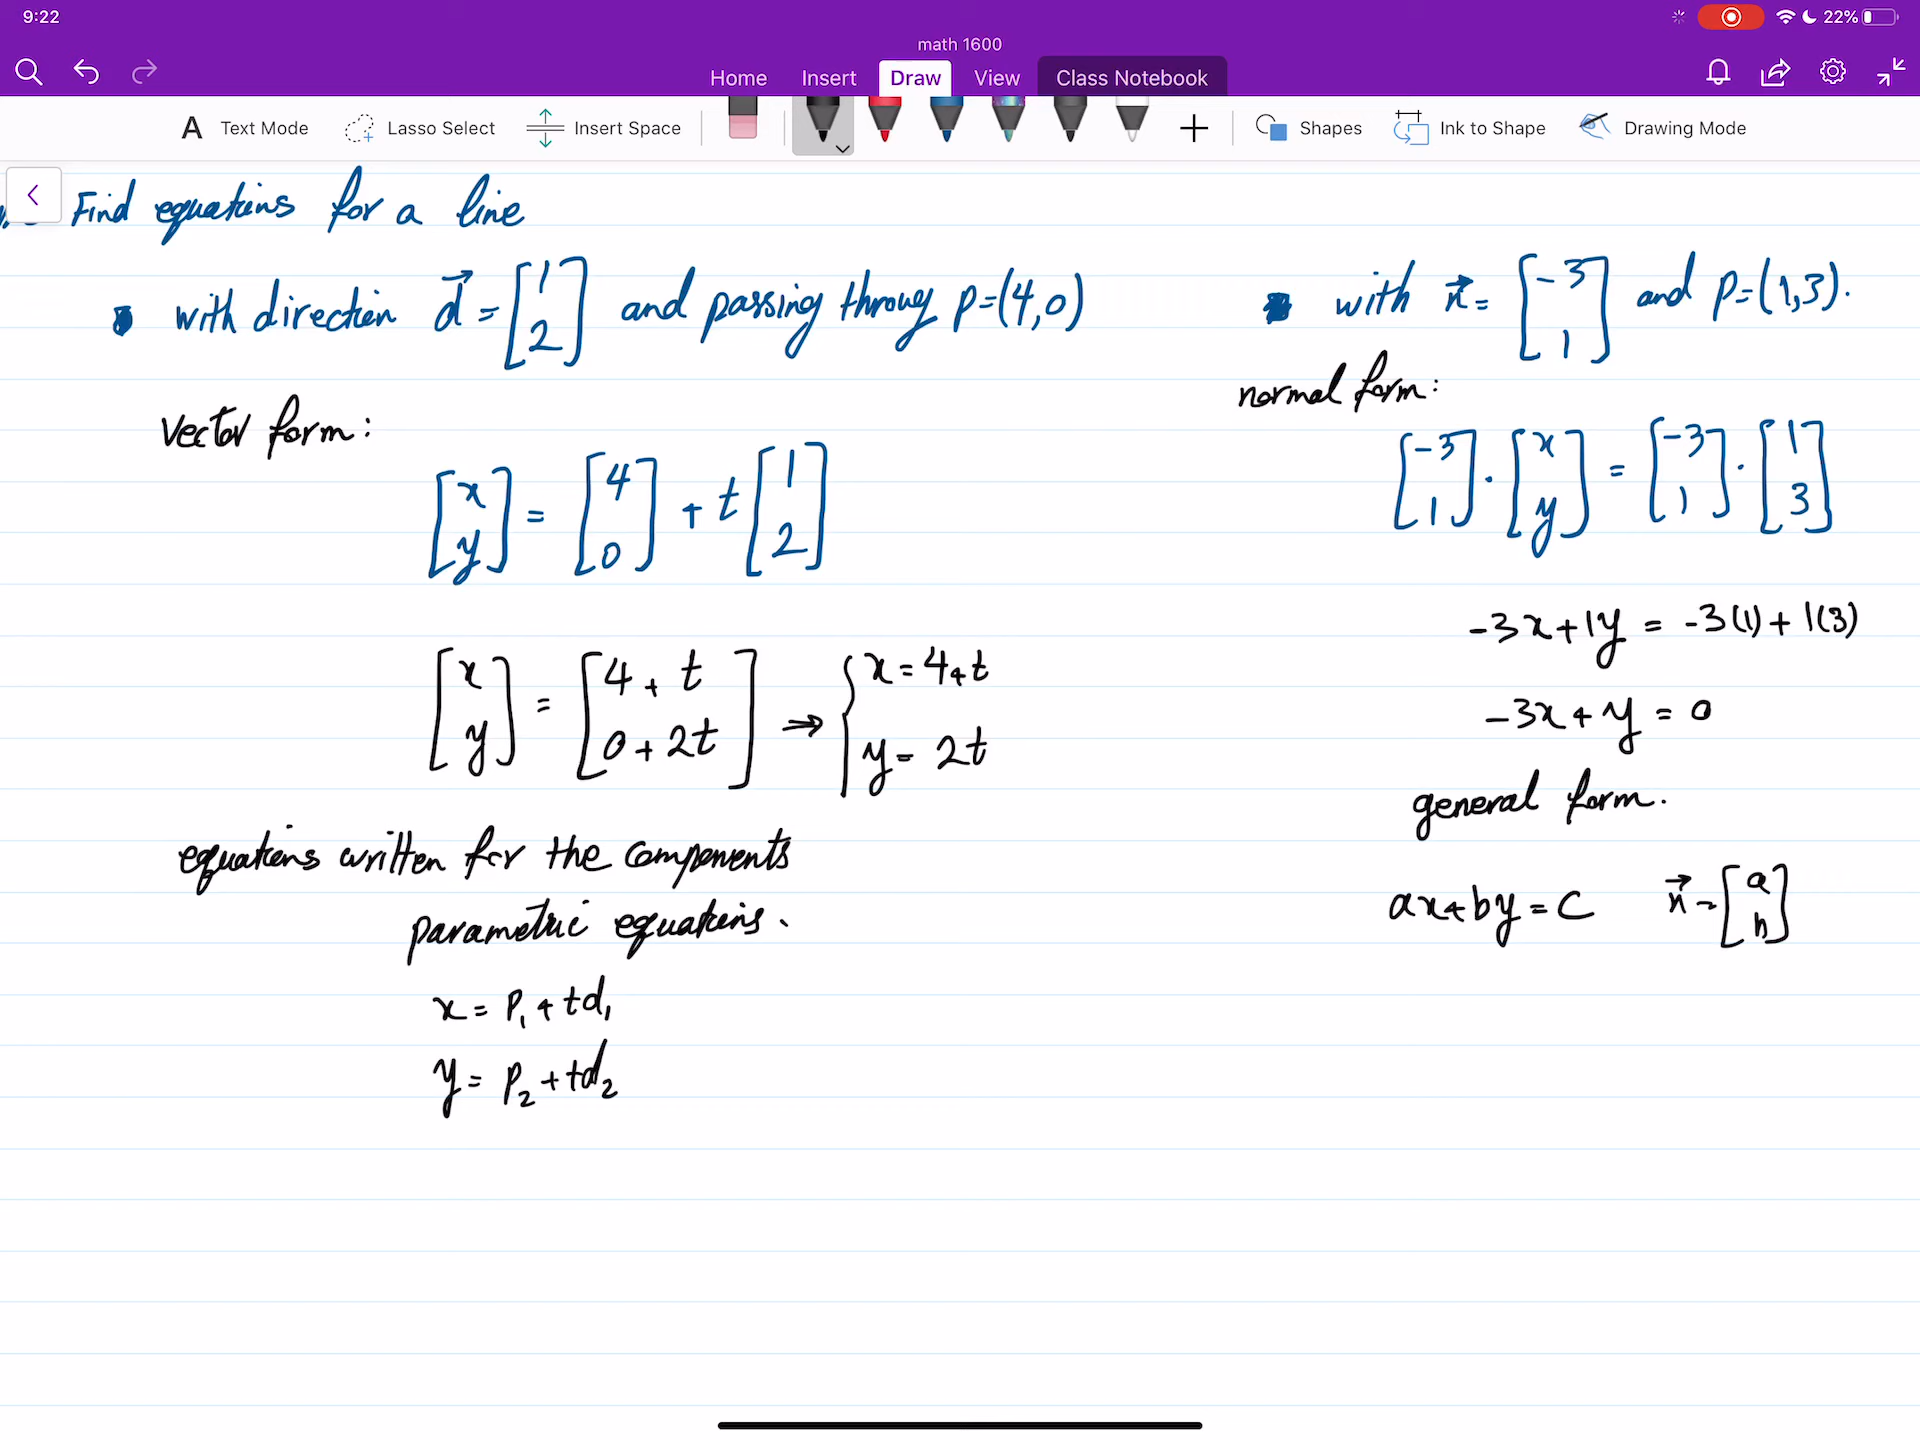 9:22
22%
math 1600
Home Insert Draw View Class Notebook
A Text Mode Lasso Select Insert Space Shapes Ink to Shape Drawing Mode
Find equations for a line
with direction d⃗ = [1 2] and passing throuy p=(4,0)
Vector form:
[x y] = [4 0] + t [1 2]
[x y] = [4 + t 0 + 2t] ⇒ { x = 4 + t y = 2t
equations written for the components
parametric equations.
x = p₁ + td₁
y = p₂ + td₂
with n⃗ = [-3 1] and p=(1,3).
normal form:
[-3 1] · [x y] = [-3 1] · [1 3]
-3x + 1y = -3(1) + 1(3)
-3x + y = 0
general form.
ax + by = c n⃗ = [a b]